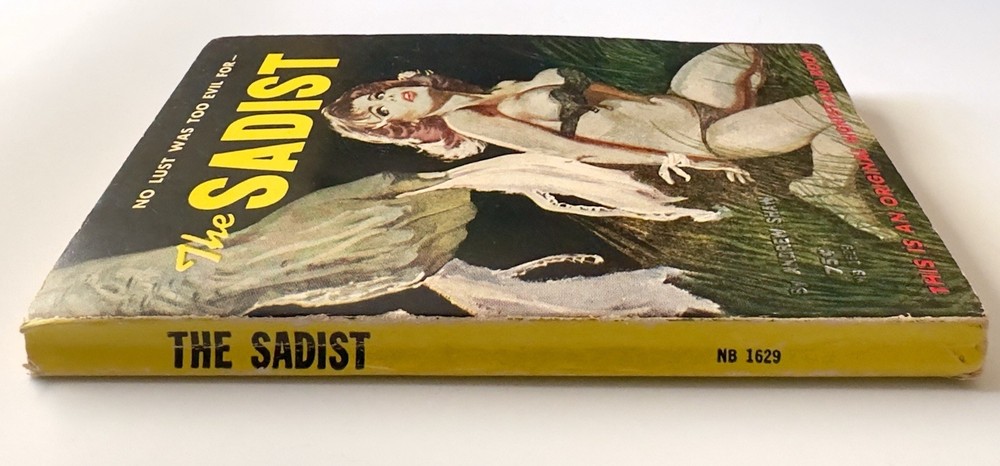 NO LUST WAS TOO EVIL FOR—
The
SADIST
BY ANDREW SHAW
75¢
THIS IS AN ORIGINAL NIGHTSTAND BOOK
THE SADIST
NB 1629